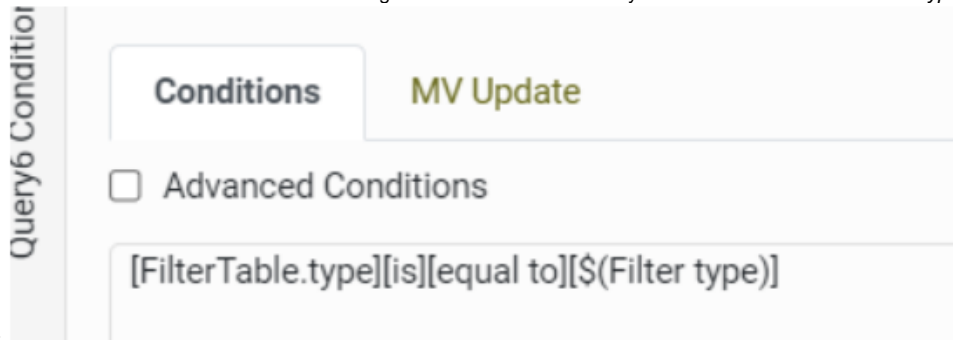 Query6 Condition
Conditions
MV Update
Advanced Conditions
[FilterTable.type][is][equal to][$(Filter type)]